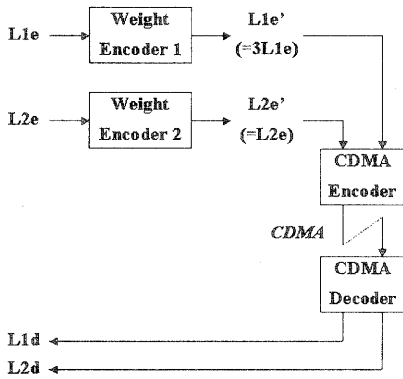 L1e
Weight
Encoder 1
L1e'
(=3L1e)
L2e
Weight
Encoder 2
L2e'
(=L2e)
CDMA
Encoder
CDMA
CDMA
Decoder
L1d
L2d